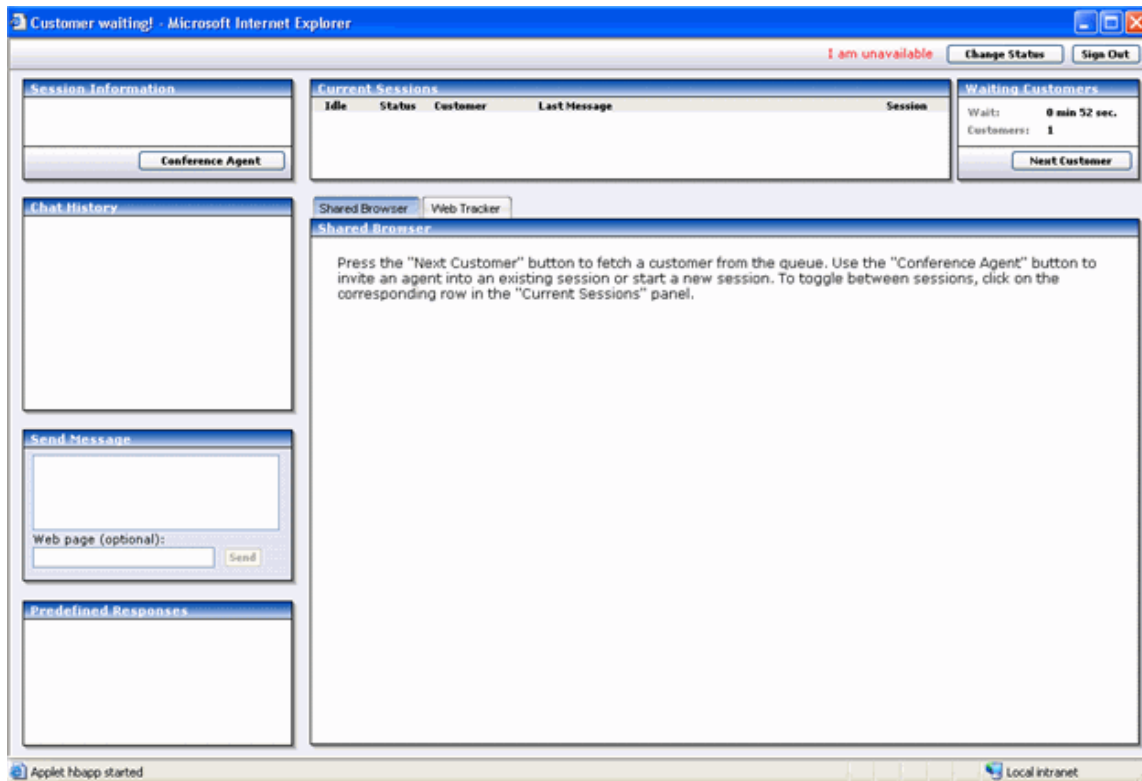 Customer waiting! - Microsoft Internet Explorer
I am unavailable Change Status Sign Out
Session Information
Conference Agent
Current Sessions
Idle Status Customer Last Message Session
Waiting Customers
Wait: 0 min 52 sec.
Customers: 1
Next Customer
Chat History
Shared Browser Web Tracker
Shared Browser
Press the "Next Customer" button to fetch a customer from the queue. Use the "Conference Agent" button to
invite an agent into an existing session or start a new session. To toggle between sessions, click on the
corresponding row in the "Current Sessions" panel.
Send Message
Web page (optional):
Send
Predefined Responses
Applet hbapp started
Local intranet